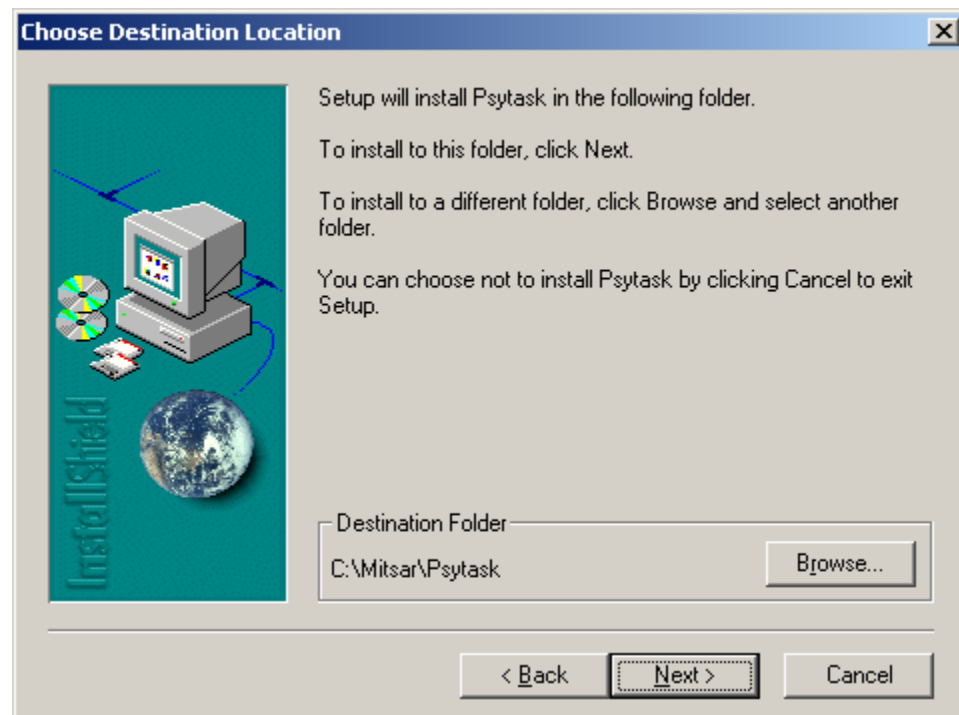 Choose Destination Location
Setup will install Psytask in the following folder.
To install to this folder, click Next.
To install to a different folder, click Browse and select another
folder.
You can choose not to install Psytask by clicking Cancel to exit
Setup.
InstallShield
Destination Folder
C:\Mitsar\Psytask
Browse...
< Back
Next >
Cancel